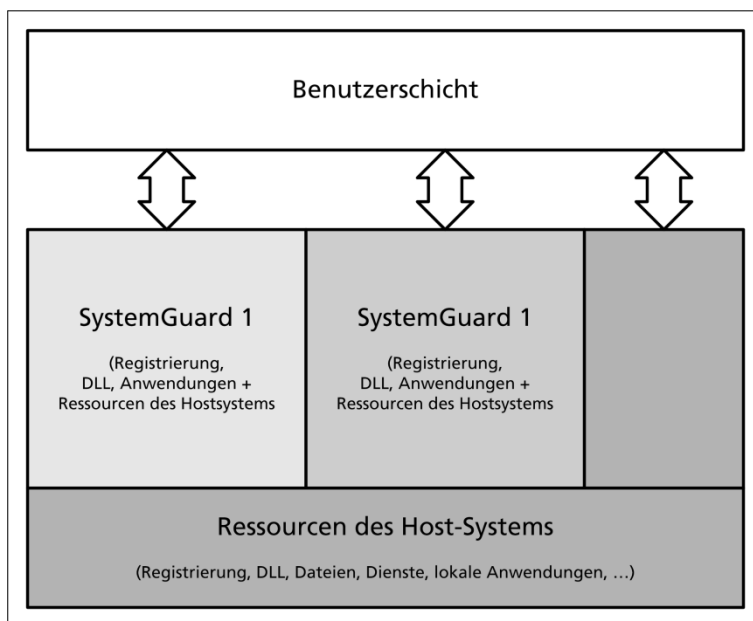 Benutzerschicht
SystemGuard 1
(Registrierung,
DLL, Anwendungen +
Ressourcen des Hostsystems
SystemGuard 1
(Registrierung,
DLL, Anwendungen +
Ressourcen des Hostsystems
Ressourcen des Host-Systems
(Registrierung, DLL, Dateien, Dienste, lokale Anwendungen, …)